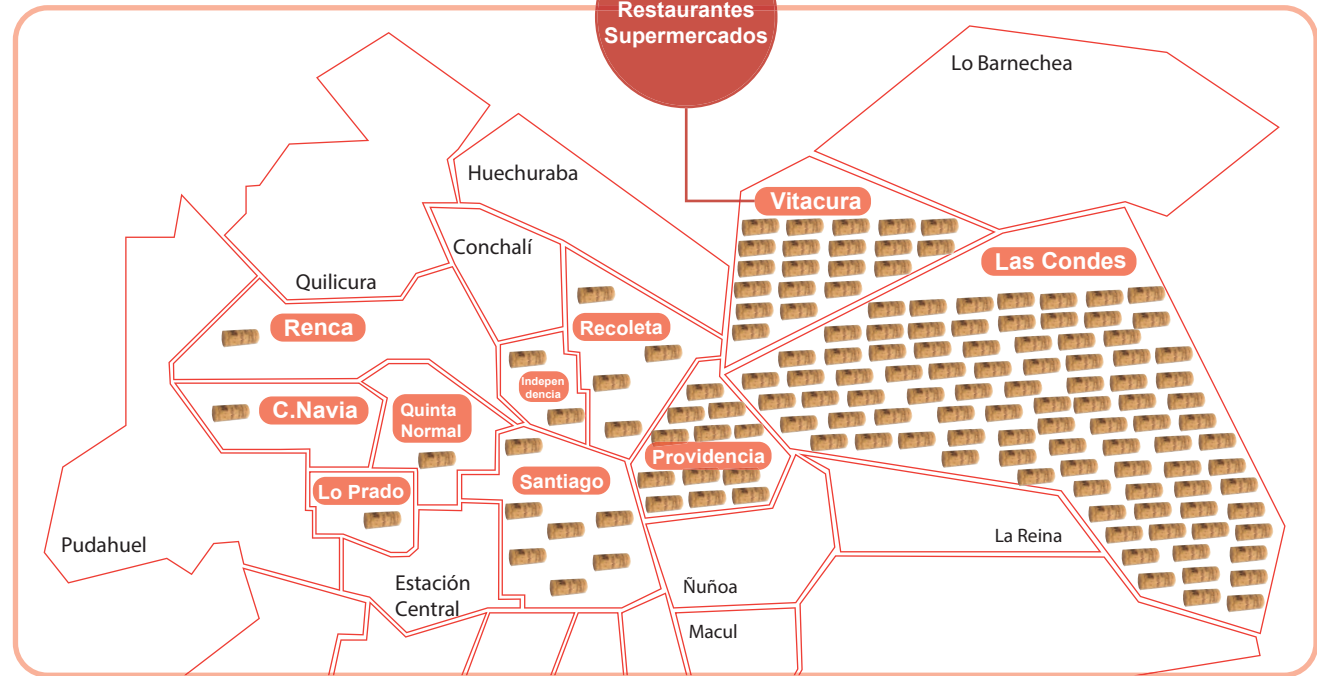 Restaurantes
Supermercados
Lo Barnechea
Huechuraba
Vitacura
Conchalí
Las Condes
Quilicura
Renca
Recoleta
Indepen
dencia
C.Navia
Quinta
Normal
Providencia
Santiago
Lo Prado
Pudahuel
La Reina
Estación
Central
Ñuñoa
Macul